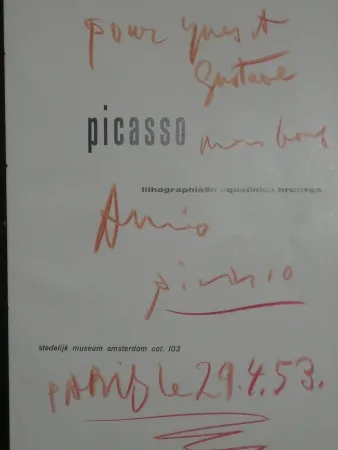 pour yves et
Gustave
picasso mes bons
lithographieën aquatinten bronzen
Amis
picasso
stedelijk museum amsterdam cat. 103
PARIS le 29.4.53.